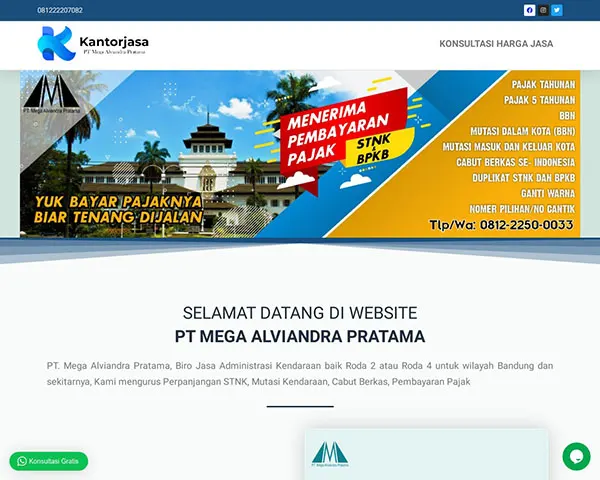 081222207082
Kantorjasa
PT Mega Alviandra Pratama
KONSULTASI HARGA JASA
PT. Mega Alviandra Pratama
MENERIMA
PEMBAYARAN
PAJAK
STNK
&
BPKB
YUK BAYAR PAJAKNYA
BIAR TENANG DIJALAN
PAJAK TAHUNAN
PAJAK 5 TAHUNAN
BBN
MUTASI DALAM KOTA (BBN)
MUTASI MASUK DAN KELUAR KOTA
CABUT BERKAS SE- INDONESIA
DUPLIKAT STNK DAN BPKB
GANTI WARNA
NOMER PILIHAN/NO CANTIK
Tlp/Wa: 0812-2250-0033
SELAMAT DATANG DI WEBSITE
PT MEGA ALVIANDRA PRATAMA
PT. Mega Alviandra Pratama, Biro Jasa Administrasi Kendaraan baik Roda 2 atau Roda 4 untuk wilayah Bandung dan
sekitarnya, Kami mengurus Perpanjangan STNK, Mutasi Kendaraan, Cabut Berkas, Pembayaran Pajak
PT. Mega Alviandra Pratama
Konsultasi Gratis